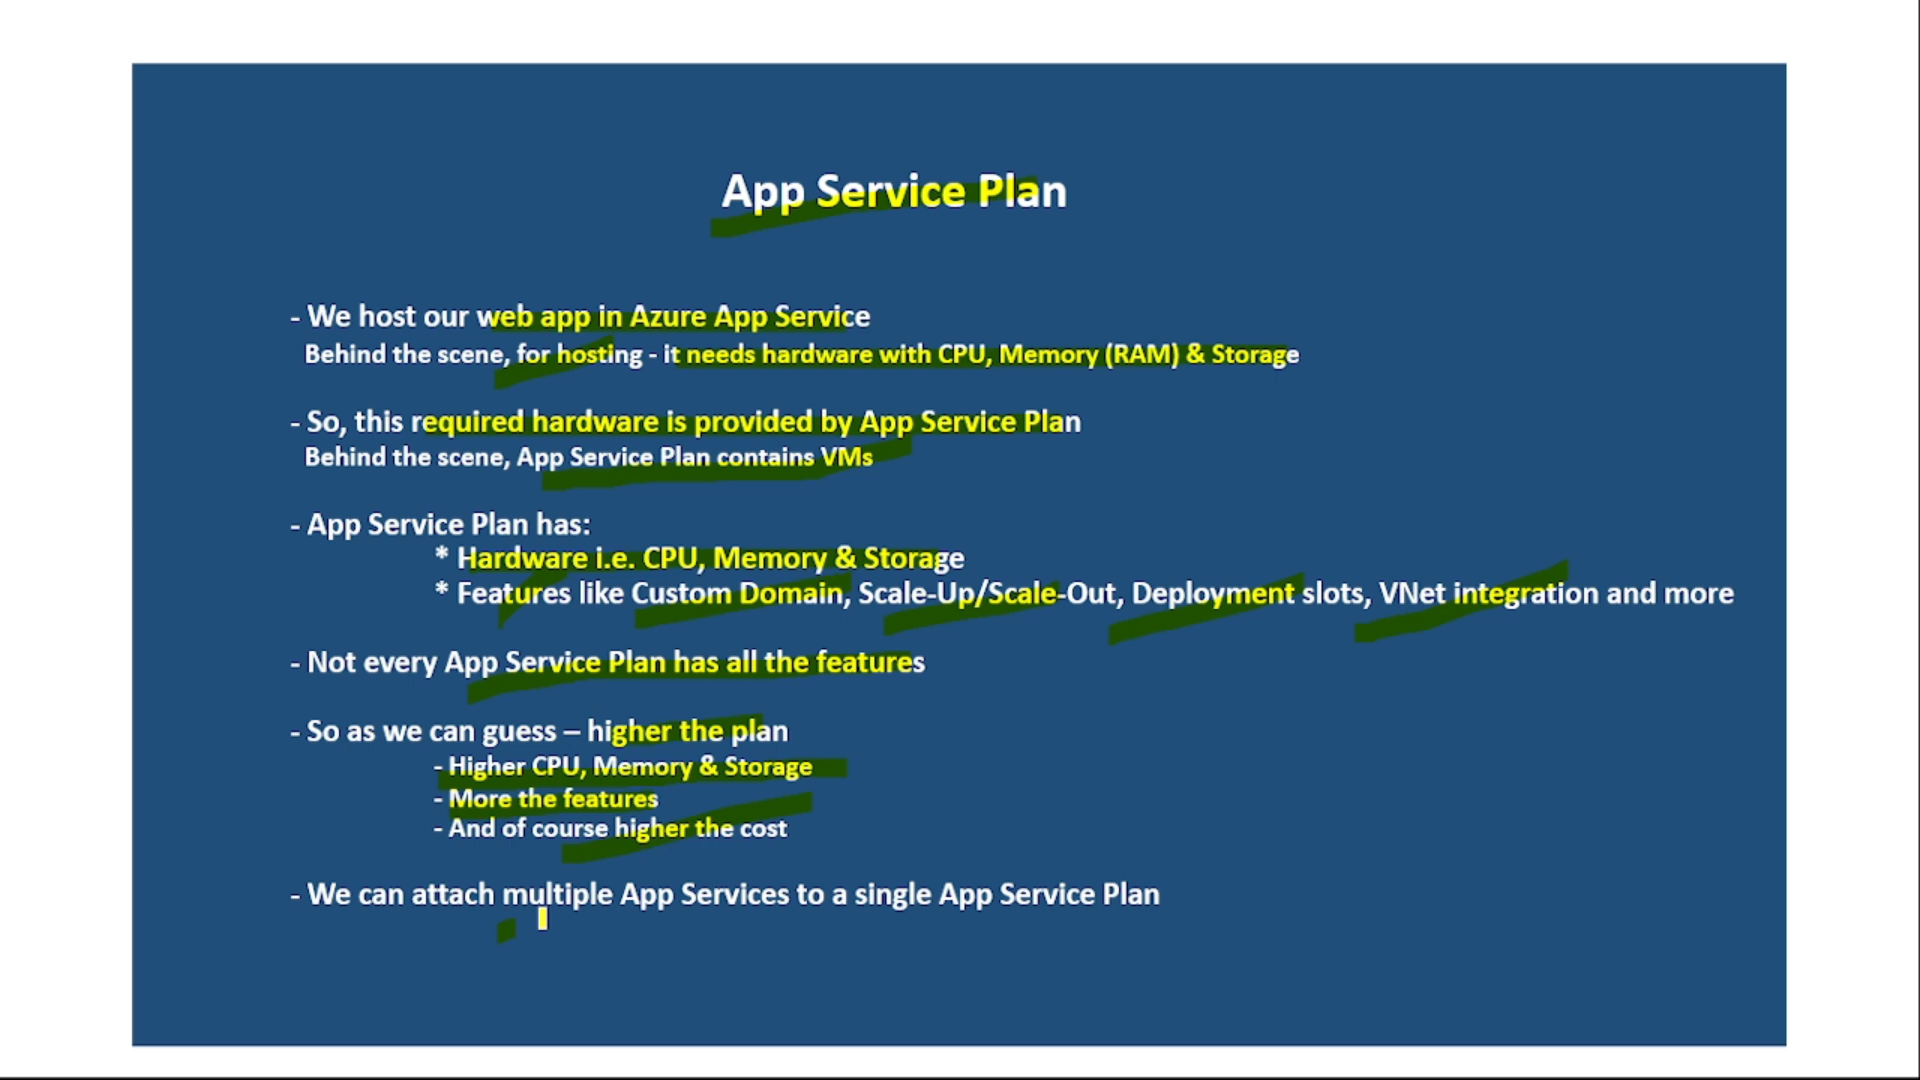 App Service Plan
- We host our web app in Azure App Service
Behind the scene, for hosting - it needs hardware with CPU, Memory (RAM) & Storage
- So, this required hardware is provided by App Service Plan
Behind the scene, App Service Plan contains VMs
- App Service Plan has:
* Hardware i.e. CPU, Memory & Storage
* Features like Custom Domain, Scale-Up/Scale-Out, Deployment slots, VNet integration and more
- Not every App Service Plan has all the features
- So as we can guess – higher the plan
- Higher CPU, Memory & Storage
- More the features
- And of course higher the cost
- We can attach multiple App Services to a single App Service Plan